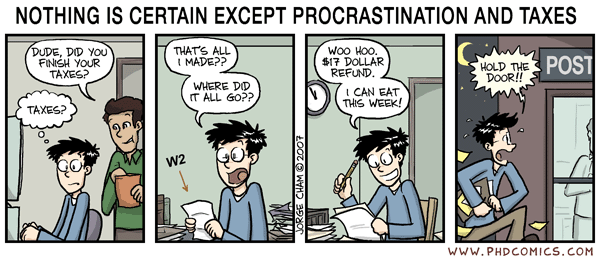 NOTHING IS CERTAIN EXCEPT PROCRASTINATION AND TAXES
DUDE, DID YOU
FINISH YOUR
TAXES?
TAXES?
THAT'S ALL
I MADE??
WHERE DID
IT ALL GO??
W2
JORGE CHAM © 2007
WOO HOO.
$17 DOLLAR
REFUND.
I CAN EAT
THIS WEEK!
HOLD THE
DOOR!!
POST
WWW.PHDCOMICS.COM